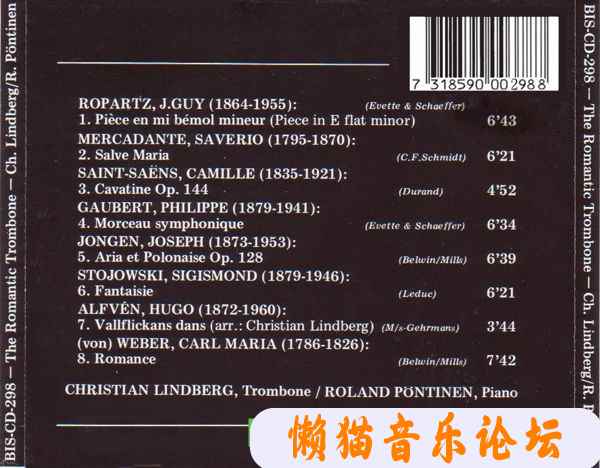 BIS-CD-298 — The Romantic Trombone — Ch. Lindberg/R. Pöntinen
7 318590 002988
ROPARTZ, J.GUY (1864-1955): (Evette & Schaeffer)
1. Pièce en mi bémol mineur (Piece in E flat minor) 6'43
MERCADANTE, SAVERIO (1795-1870):
2. Salve Maria (C.F.Schmidt) 6'21
SAINT-SAËNS, CAMILLE (1835-1921):
3. Cavatine Op. 144 (Durand) 4'52
GAUBERT, PHILIPPE (1879-1941):
4. Morceau symphonique (Evette & Schaeffer) 6'34
JONGEN, JOSEPH (1873-1953):
5. Aria et Polonaise Op. 128 (Belwin/Mills) 6'39
STOJOWSKI, SIGISMOND (1879-1946):
6. Fantaisie (Leduc) 6'21
ALFVÉN, HUGO (1872-1960):
7. Vallflickans dans (arr.: Christian Lindberg) (M/s-Gehrmans) 3'44
(von) WEBER, CARL MARIA (1786-1826):
8. Romance (Belwin/Mills) 7'42
CHRISTIAN LINDBERG, Trombone / ROLAND PÖNTINEN, Piano
BIS-CD-298 — The Romantic Trombone — Ch. Lindberg/R. P
懒猫音乐论坛